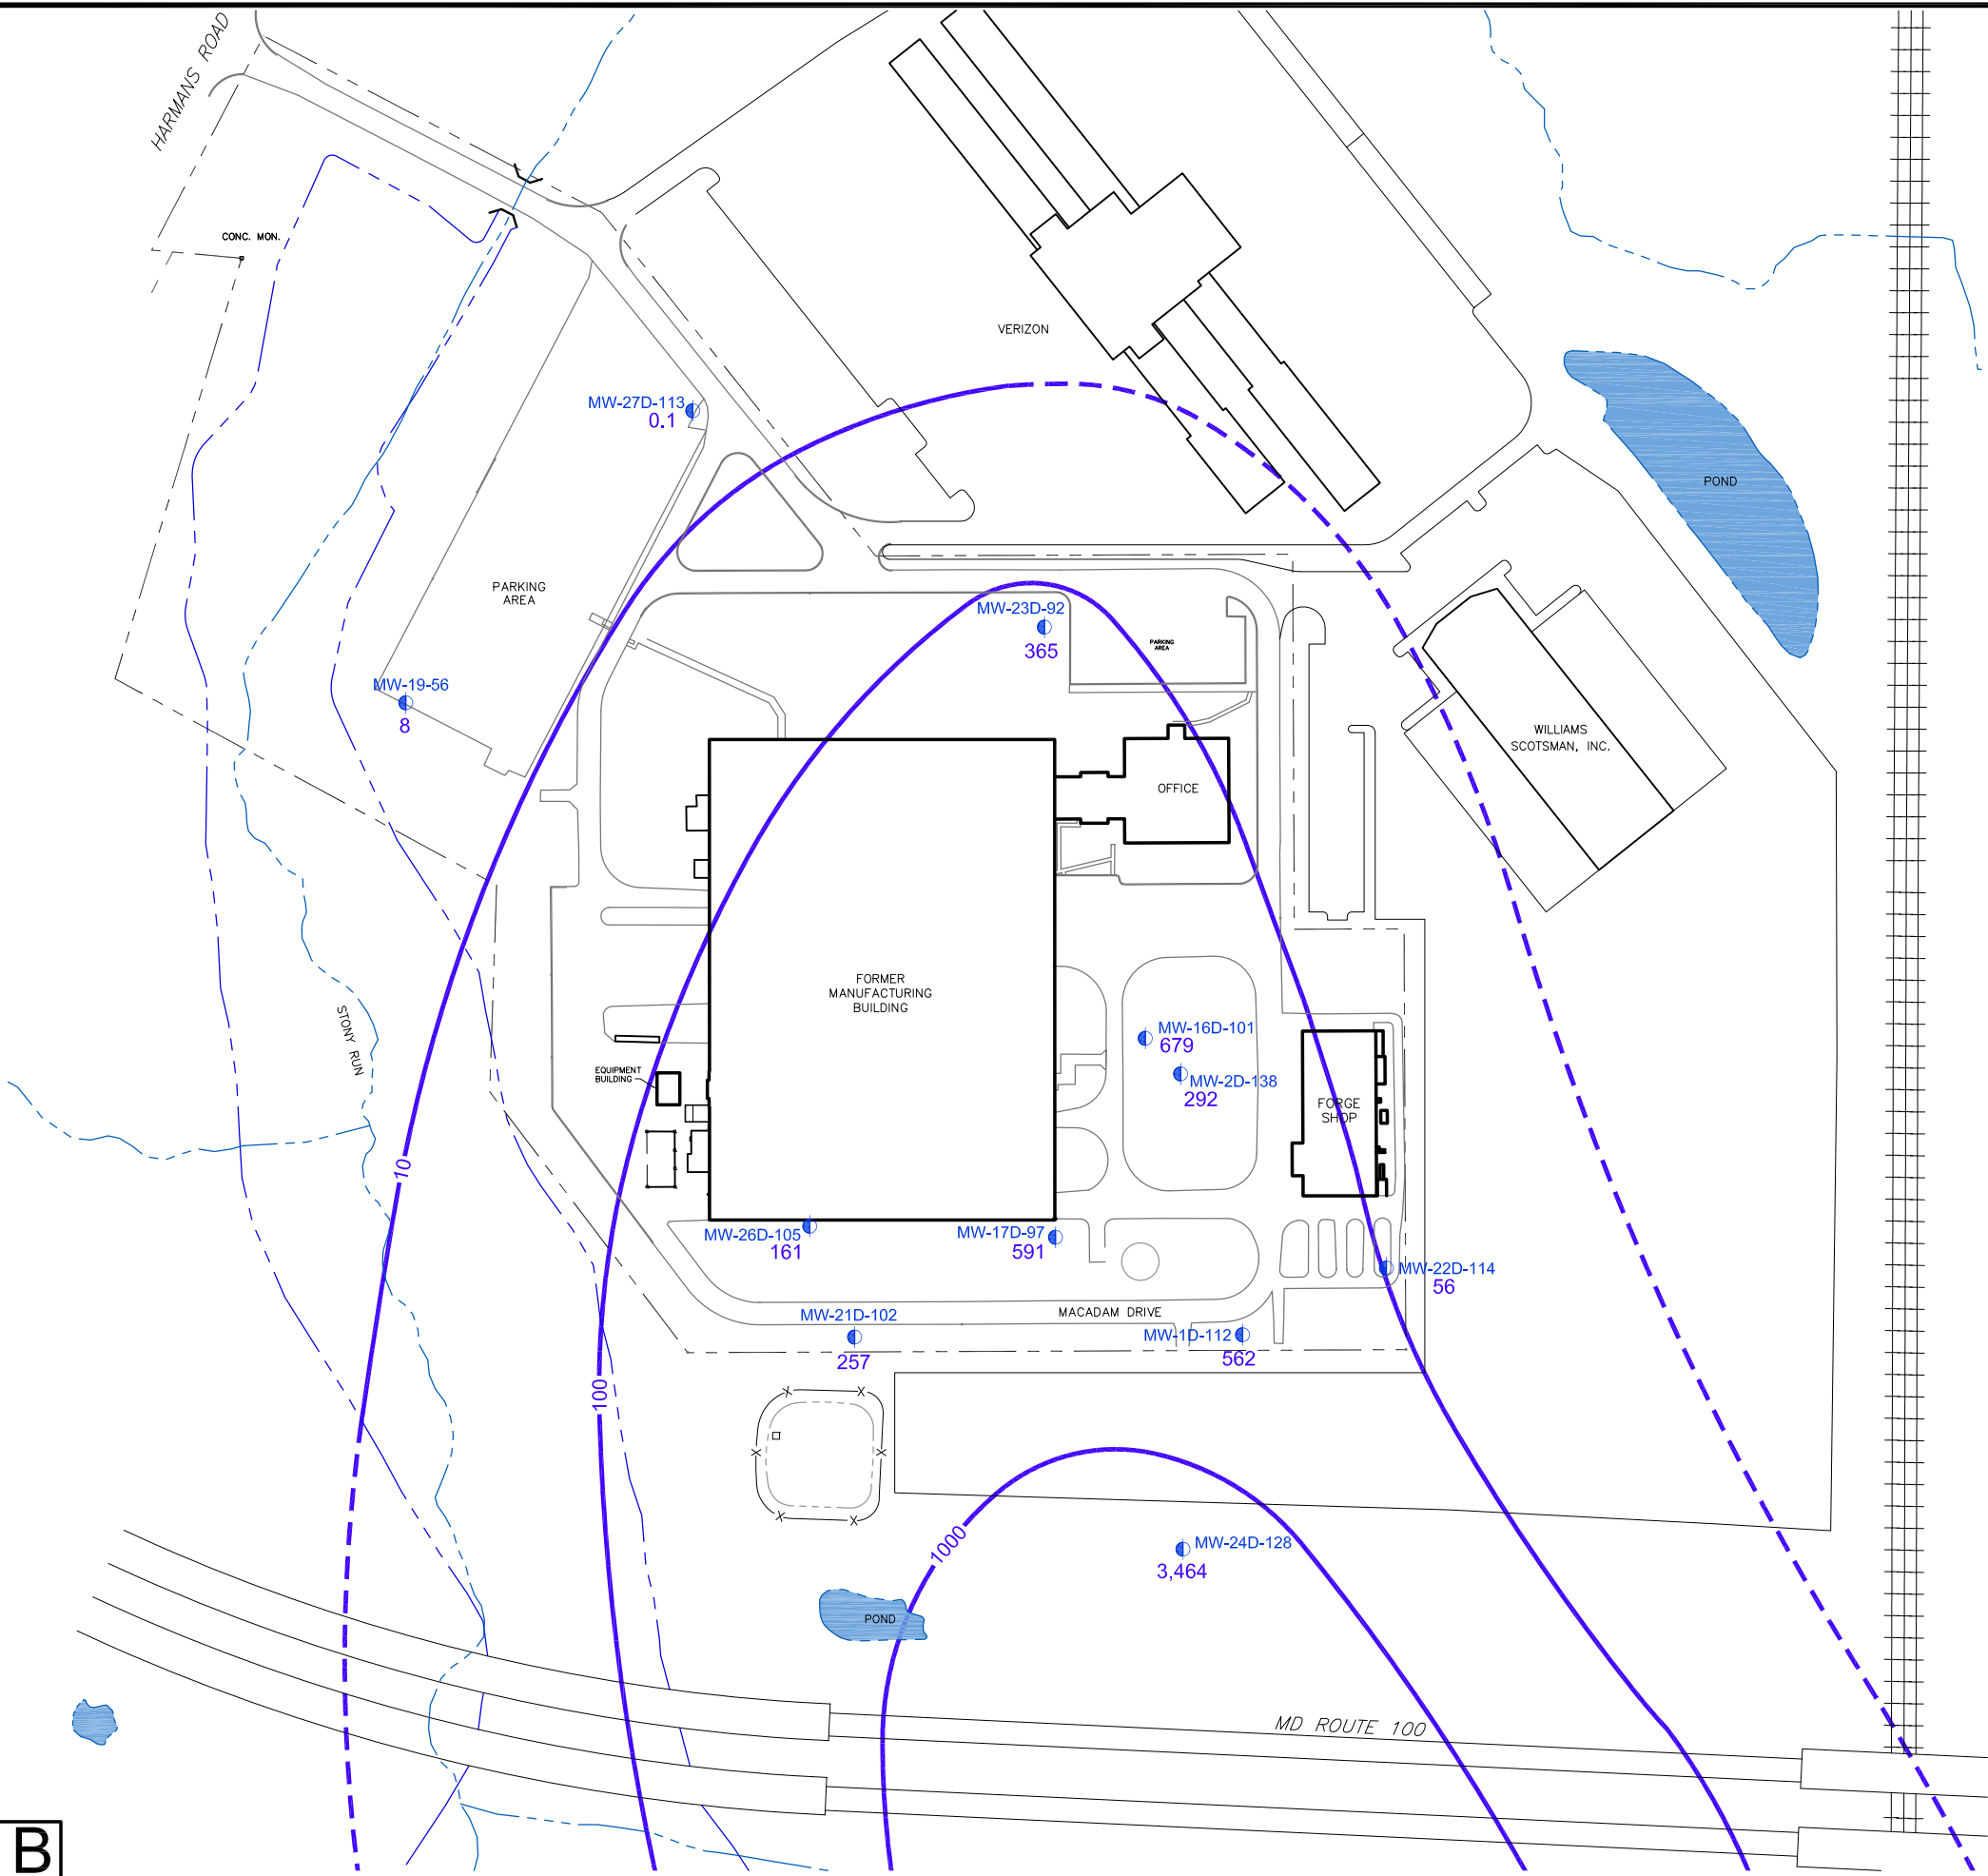 HARMANS ROAD
CONC. MON.
VERIZON
MW-27D-113
0.1
POND
PARKING
AREA
MW-23D-92
365
PARKING
AREA
MW-19-56
8
WILLIAMS
SCOTSMAN, INC.
OFFICE
FORMER
MANUFACTURING
BUILDING
STONY RUN
MW-16D-101
679
EQUIPMENT
BUILDING
MW-2D-138
292
FORGE
SHOP
10
MW-26D-105
161
MW-17D-97
591
MW-22D-114
56
MW-21D-102
257
MACADAM DRIVE
MW-1D-112
562
100
1000
MW-24D-128
3,464
POND
MD ROUTE 100
B